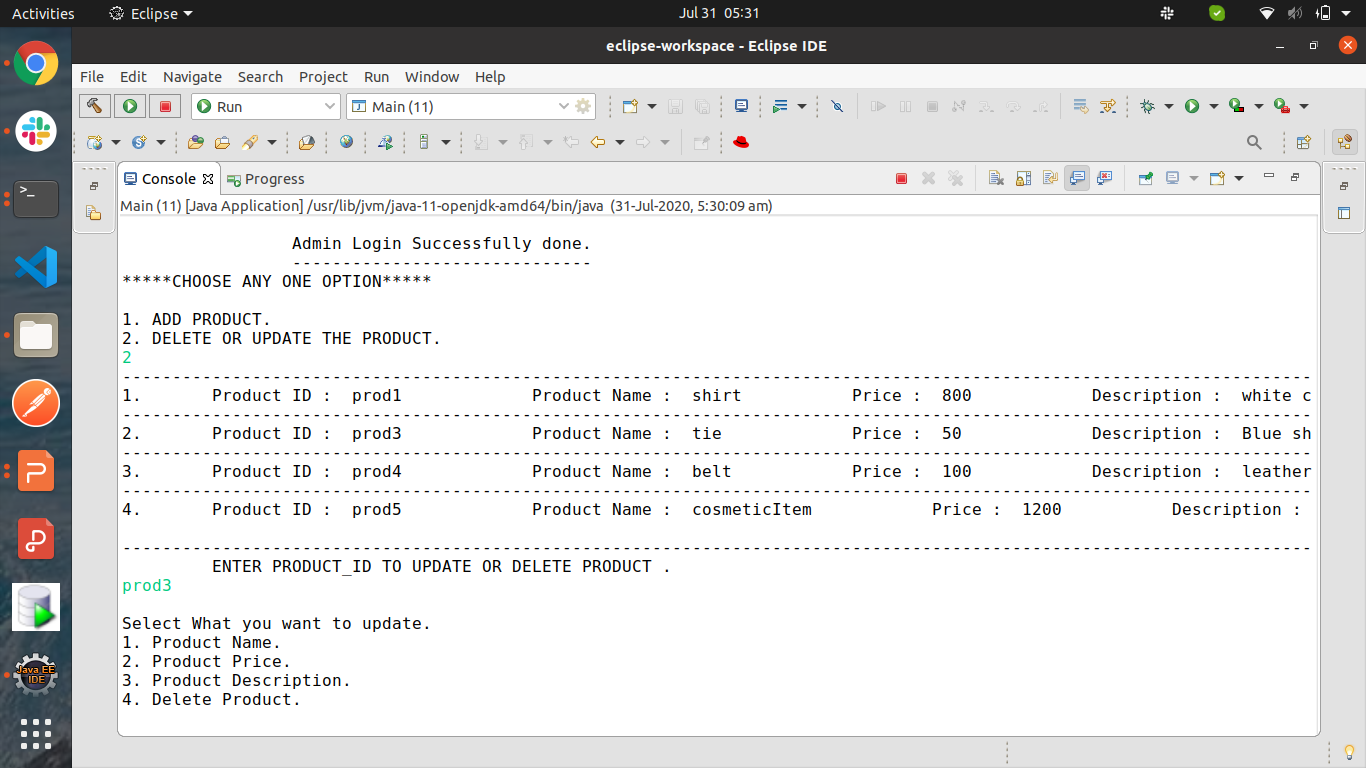 Activities Eclipse Jul 31 05:31
eclipse-workspace - Eclipse IDE
File Edit Navigate Search Project Run Window Help
Run Main (11)
Console Progress
Main (11) [Java Application] /usr/lib/jvm/java-11-openjdk-amd64/bin/java (31-Jul-2020, 5:30:09 am)
Admin Login Successfully done.
------------------------------
*****CHOOSE ANY ONE OPTION*****
1. ADD PRODUCT.
2. DELETE OR UPDATE THE PRODUCT.
2
-----------------------------------------------------------------------------------------------------------------------
1. Product ID : prod1 Product Name : shirt Price : 800 Description : white c
-----------------------------------------------------------------------------------------------------------------------
2. Product ID : prod3 Product Name : tie Price : 50 Description : Blue sh
-----------------------------------------------------------------------------------------------------------------------
3. Product ID : prod4 Product Name : belt Price : 100 Description : leather
-----------------------------------------------------------------------------------------------------------------------
4. Product ID : prod5 Product Name : cosmeticItem Price : 1200 Description :
-----------------------------------------------------------------------------------------------------------------------
ENTER PRODUCT_ID TO UPDATE OR DELETE PRODUCT .
prod3
Select What you want to update.
1. Product Name.
2. Product Price.
3. Product Description.
4. Delete Product.
Java EE
IDE